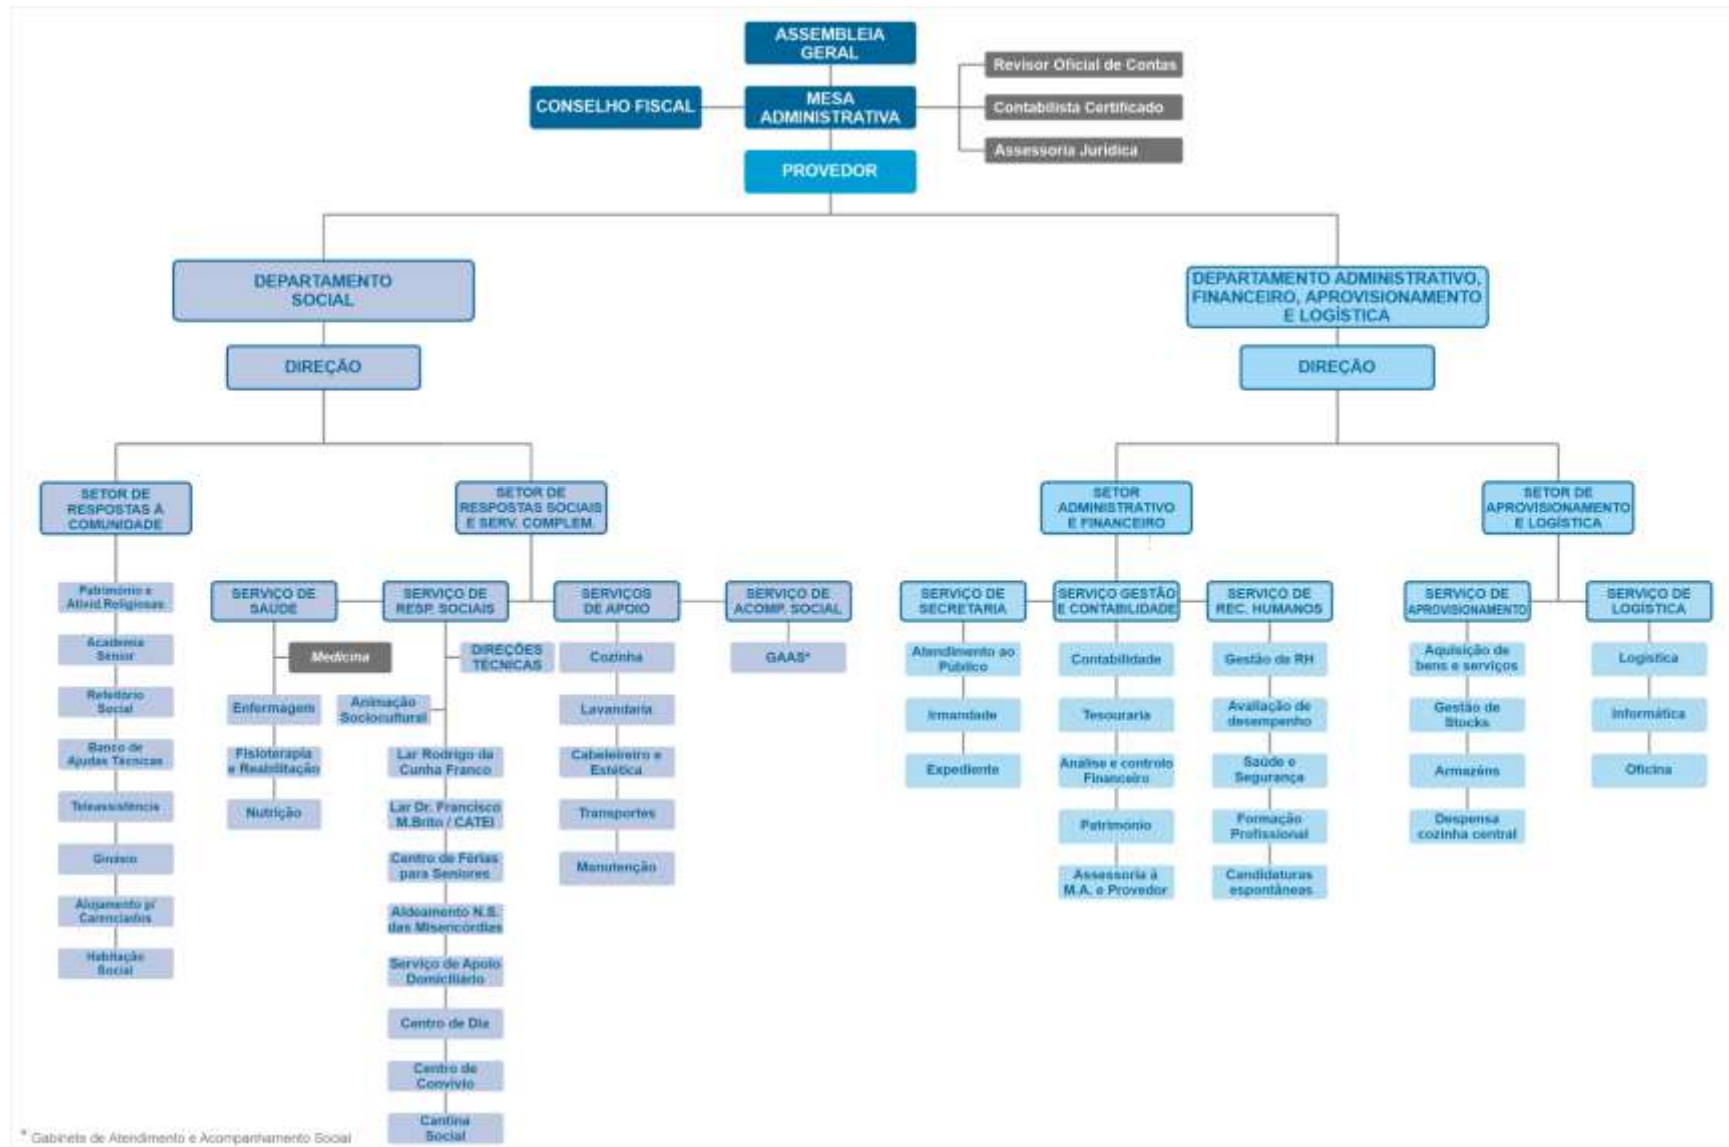 ASSEMBLEIA
GERAL
Revisor Oficial de Contas
CONSELHO FISCAL
MESA
ADMINISTRATIVA
Contabilista Certificado
Assessoria Jurídica
PROVEDOR
DEPARTAMENTO
SOCIAL
DIREÇÃO
DEPARTAMENTO ADMINISTRATIVO,
FINANCEIRO, APROVISIONAMENTO
E LOGÍSTICA
DIREÇÃO
SETOR DE
RESPOSTAS À
COMUNIDADE
Património e
Ativid.Religiosas
Academia
Sénior
Refeitório
Social
Banco de
Ajudas Técnicas
Teleassistência
Ginásio
Alojamento p/
Carenciados
Habitação
Social
SETOR DE
RESPOSTAS SOCIAIS
E SERV. COMPLEM.
SERVIÇO DE
SAÚDE
Medicina
Enfermagem
Fisioterapia
e Reabilitação
Nutrição
SERVIÇO DE
RESP. SOCIAIS
DIREÇÕES
TÉCNICAS
Animação
Sociocultural
Lar Rodrigo da
Cunha Franco
Lar Dr. Francisco
M.Brito / CATEI
Centro de Férias
para Seniores
Aldeamento N.S.
das Misericórdias
Serviço de Apoio
Domiciliário
Centro de Dia
Centro de
Convívio
Cantina
Social
SERVIÇOS
DE APOIO
Cozinha
Lavandaria
Cabeleireiro e
Estética
Transportes
Manutenção
SERVIÇO DE
ACOMP. SOCIAL
GAAS*
SETOR
ADMINISTRATIVO
E FINANCEIRO
SERVIÇO DE
SECRETARIA
Atendimento ao
Público
Irmandade
Expediente
SERVIÇO GESTÃO
E CONTABILIDADE
Contabilidade
Tesouraria
Análise e controlo
Financeiro
Património
Assessoria à
M.A. e Provedor
SERVIÇO DE
REC. HUMANOS
Gestão de RH
Avaliação de
desempenho
Saúde e
Segurança
Formação
Profissional
Candidaturas
espontâneas
SETOR DE
APROVISIONAMENTO
E LOGÍSTICA
SERVIÇO DE
APROVISIONAMENTO
Aquisição de
bens e serviços
Gestão de
Stocks
Armazéns
Despensa
cozinha central
SERVIÇO DE
LOGÍSTICA
Logística
Informática
Oficina
* Gabinete de Atendimento e Acompanhamento Social